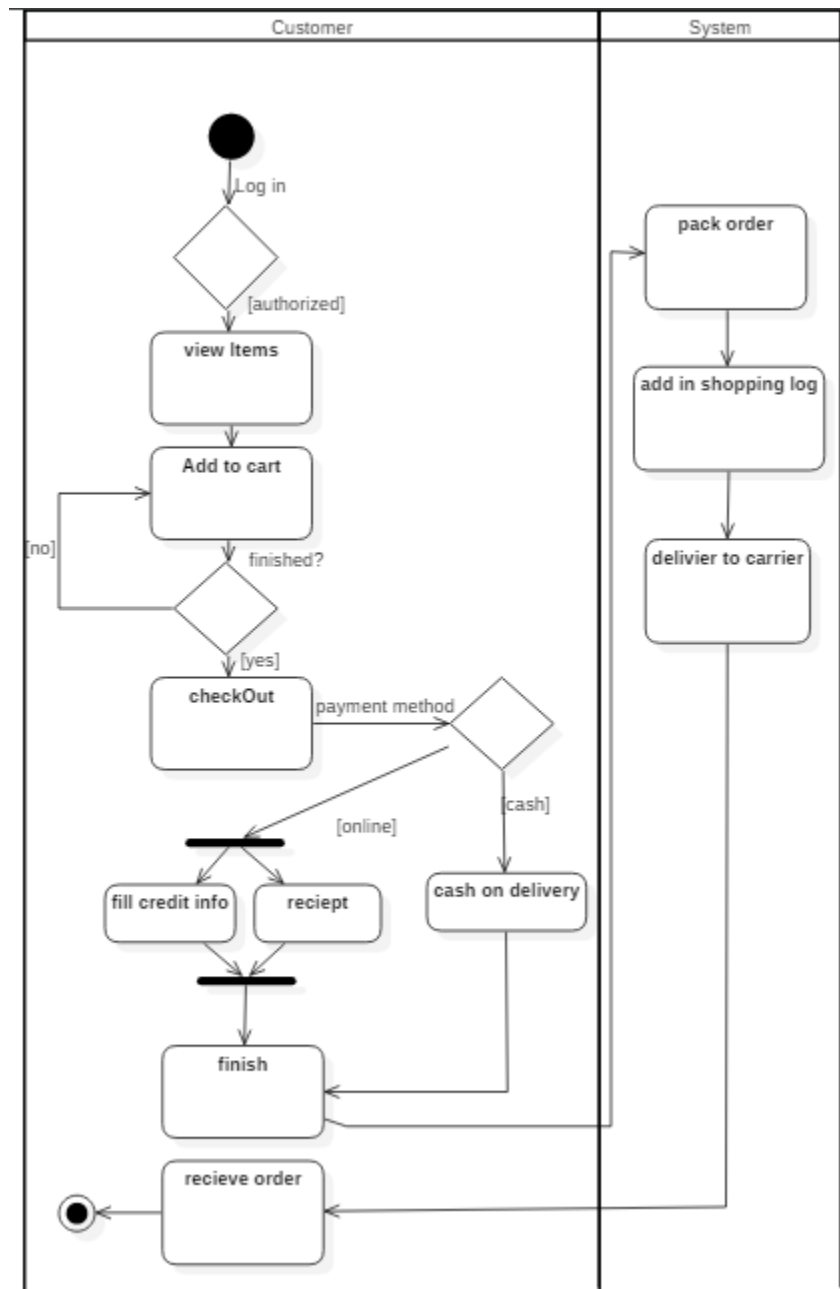 Customer
System
Log in
[authorized]
view Items
Add to cart
[no]
finished?
[yes]
checkOut
payment method
[online]
[cash]
fill credit info
reciept
cash on delivery
finish
recieve order
pack order
add in shopping log
delivier to carrier